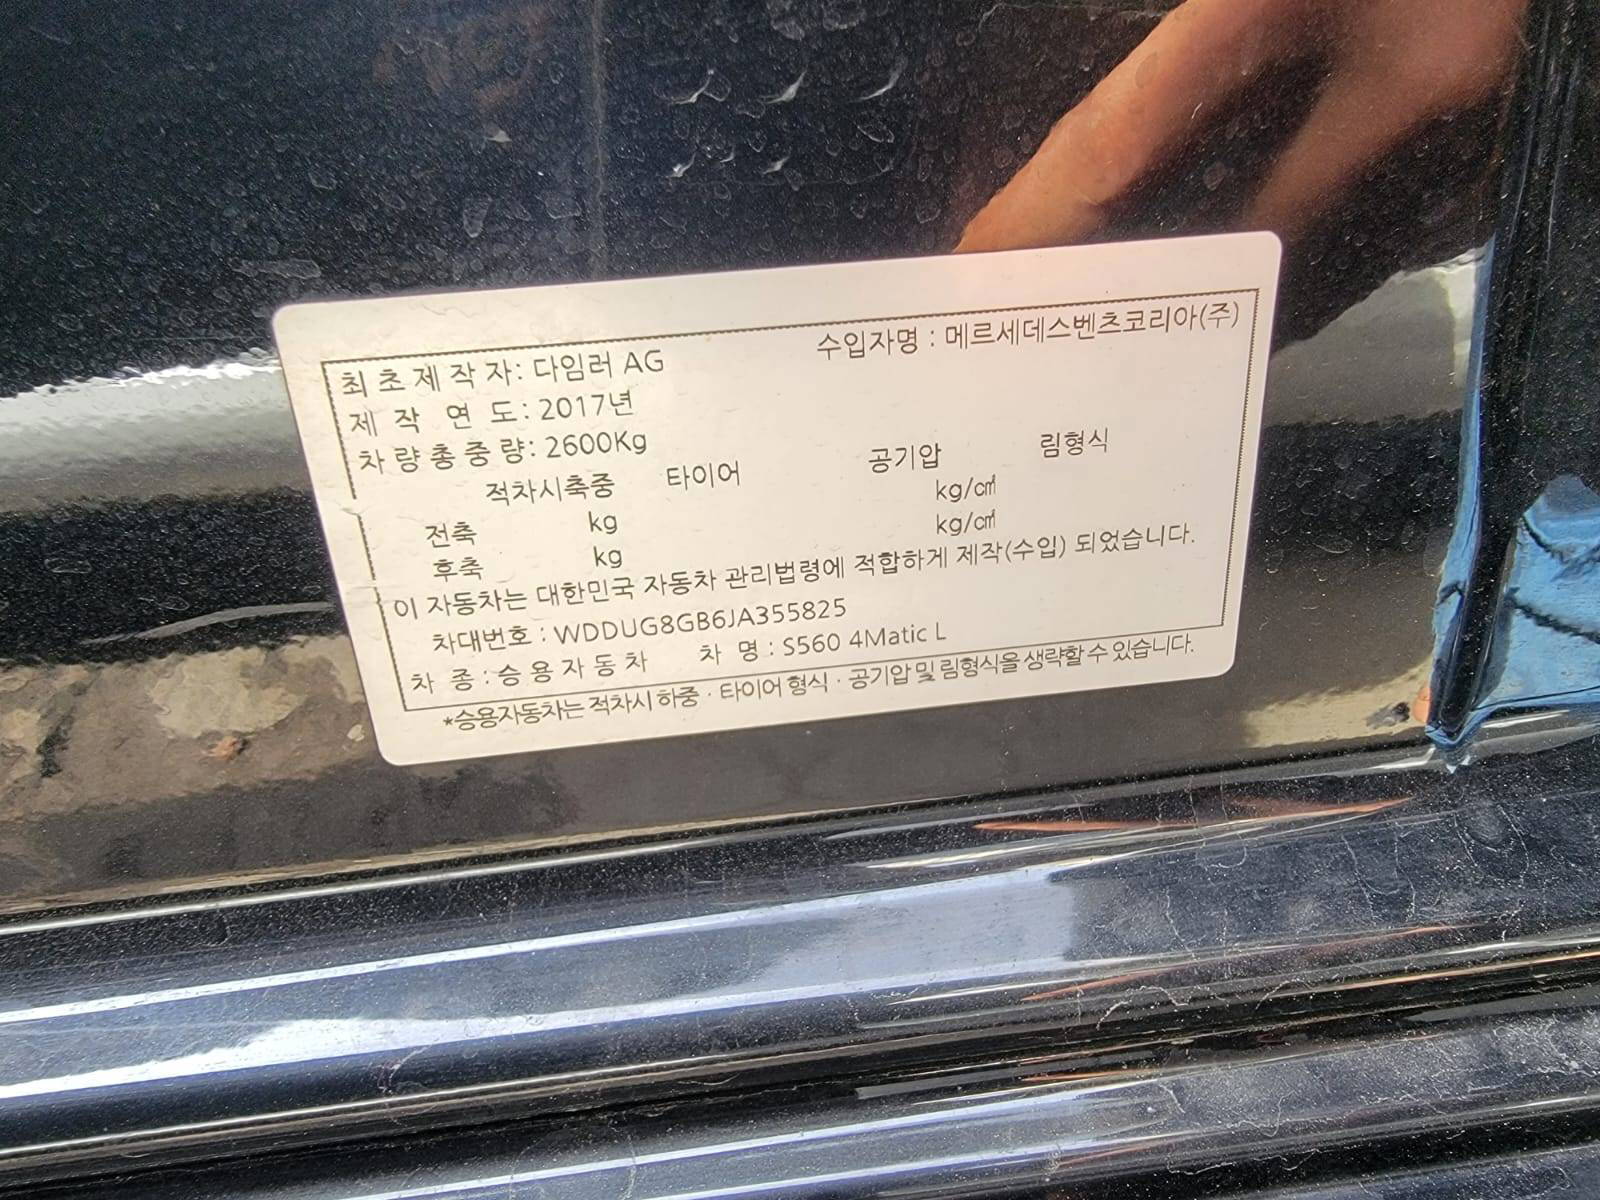 최초제작자: 다임러 AG 수입자명 : 메르세데스벤츠코리아(주)
제작 연도: 2017년
차량총중량: 2600Kg
적차시축중 타이어 공기압 림형식
전축 kg kg/㎠
후축 kg kg/㎠
이 자동차는 대한민국 자동차 관리법령에 적합하게 제작(수입) 되었습니다.
차대번호 : WDDUG8GB6JA355825
차 종 : 승용자동차 차 명 : S560 4Matic L
*승용자동차는 적차시 하중 · 타이어 형식 · 공기압 및 림형식을 생략할 수 있습니다.